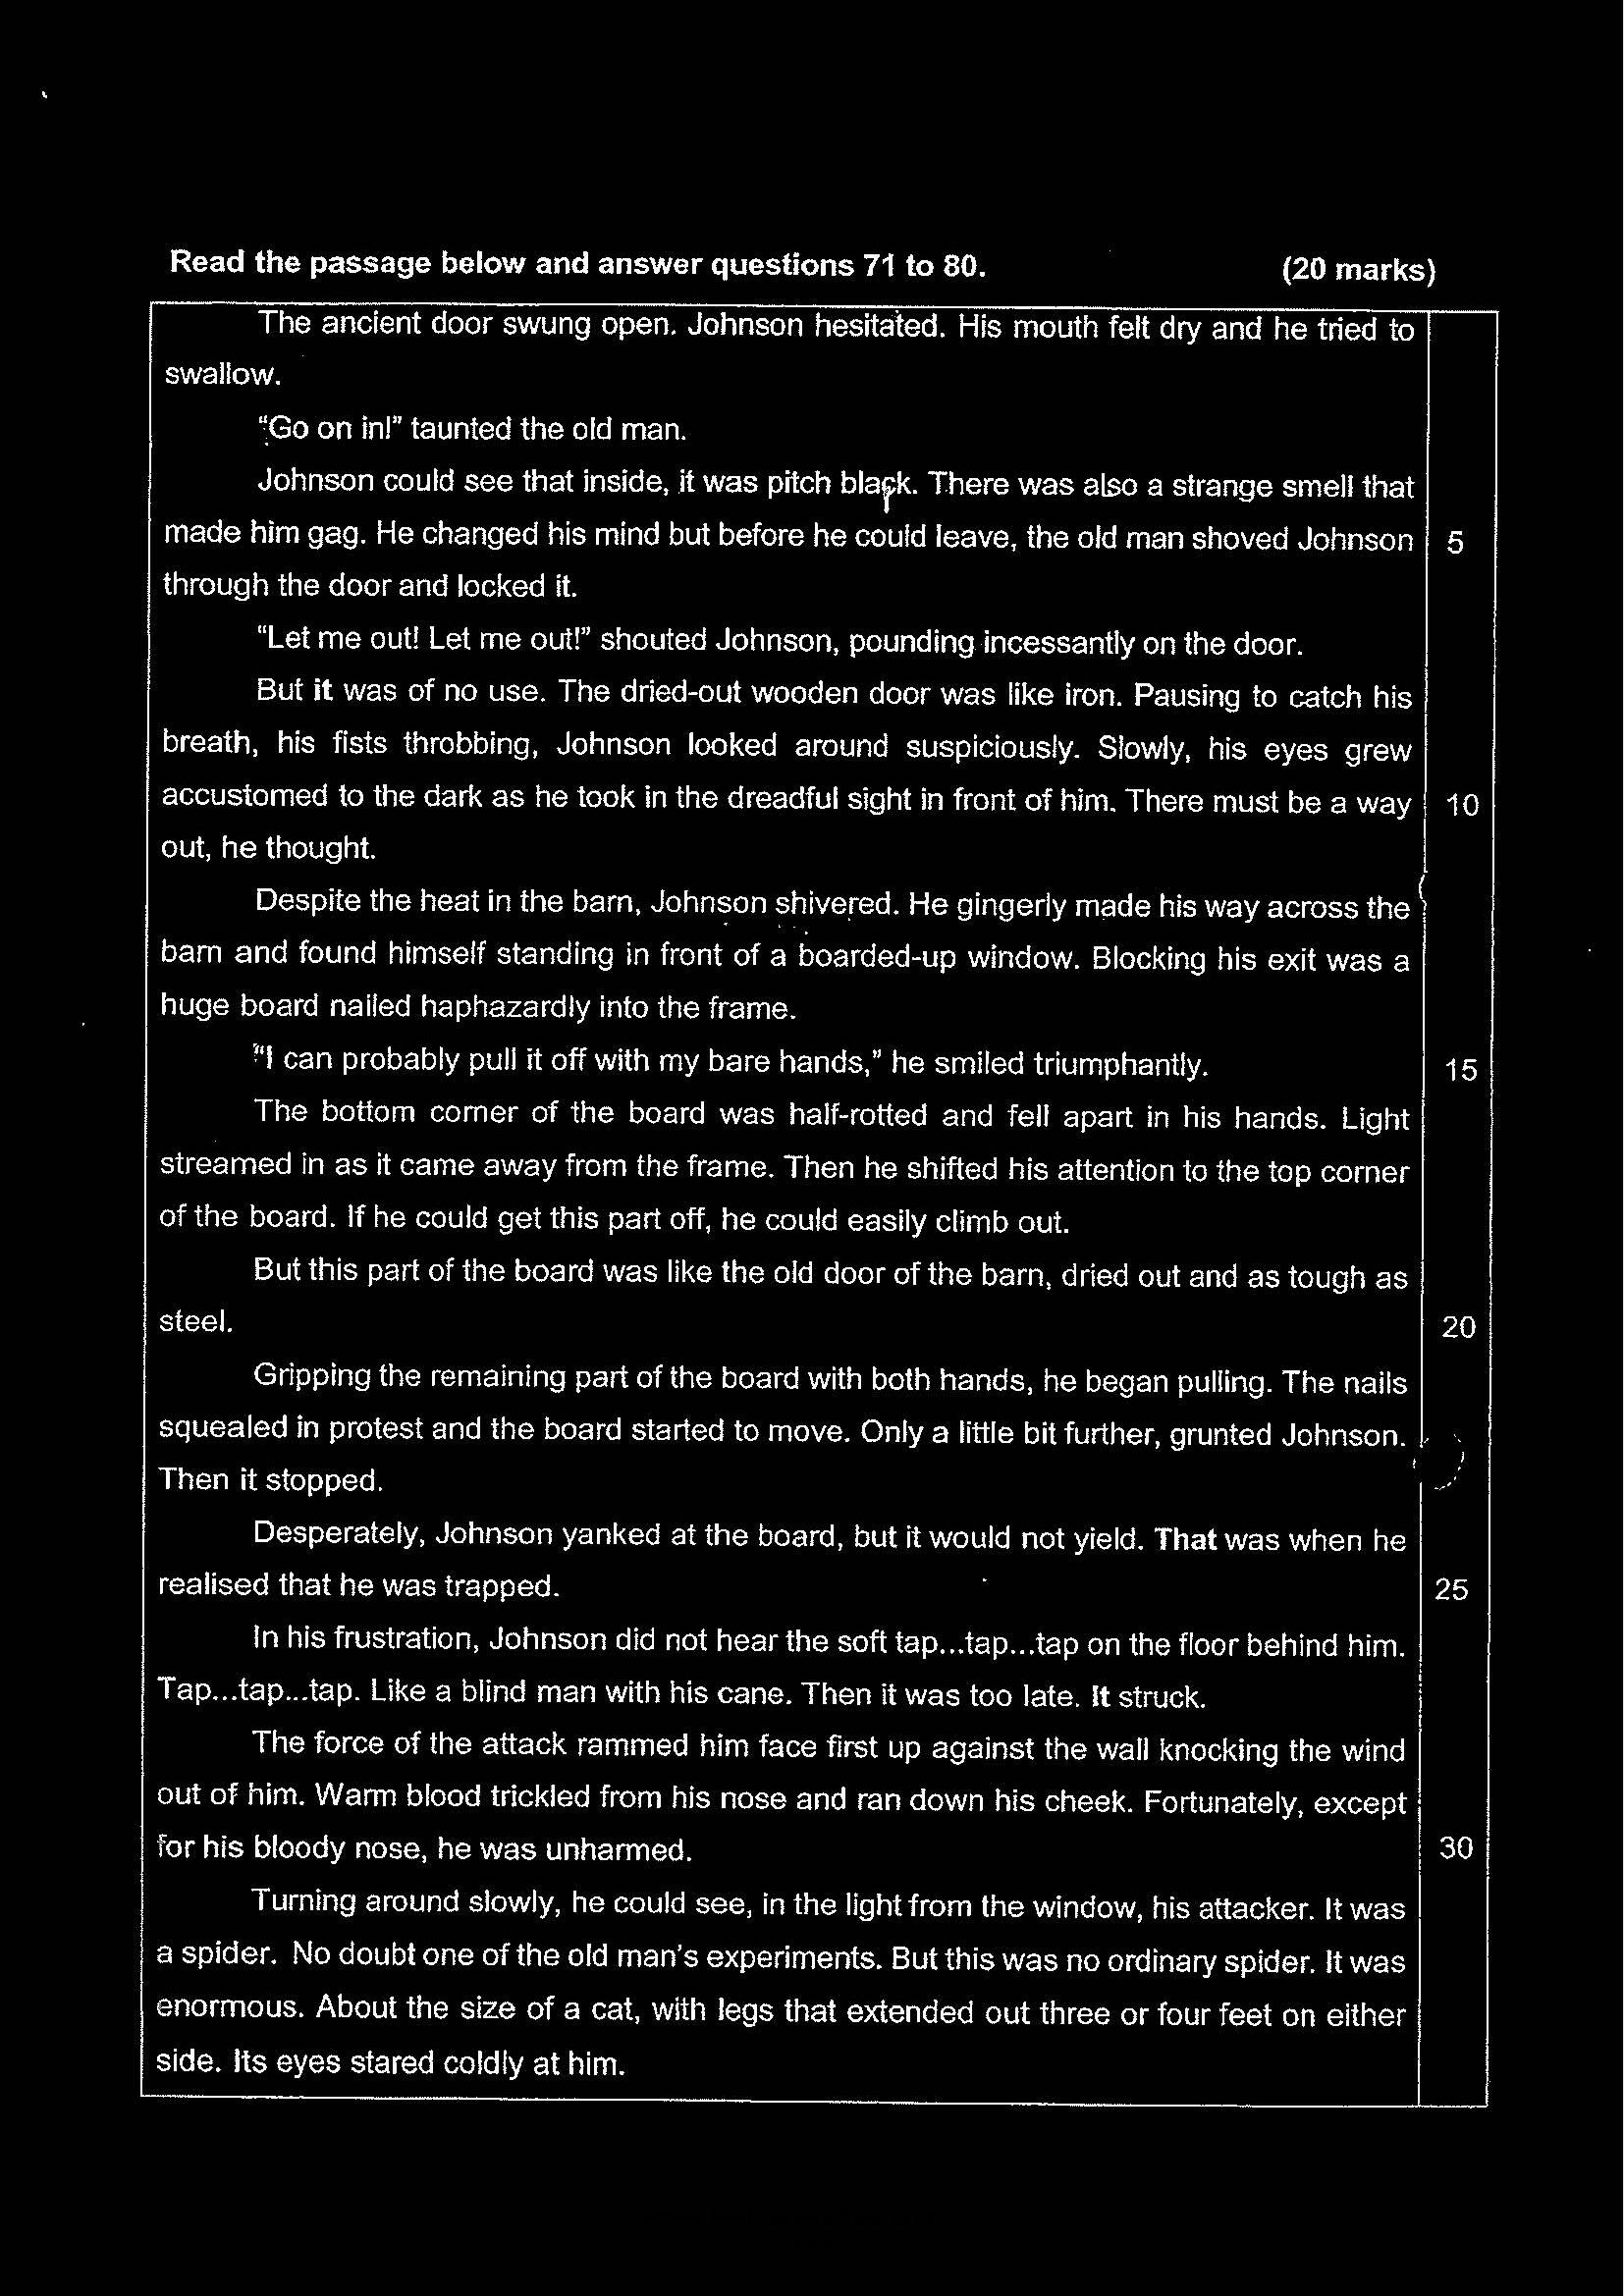 Read the passage below and answer questions 71 to 80. (20 marks)
The ancient door swung open. Johnson hesitated. His mouth felt dry and he tried to
swallow.
"Go on in!" taunted the old man.
Johnson could see that inside, it was pitch black. There was also a strange smell that
made him gag. He changed his mind but before he could leave, the old man shoved Johnson 5
through the door and locked it.
"Let me out! Let me out!" shouted Johnson, pounding incessantly on the door.
But it was of no use. The dried-out wooden door was like iron. Pausing to catch his
breath, his fists throbbing, Johnson looked around suspiciously. Slowly, his eyes grew
accustomed to the dark as he took in the dreadful sight in front of him. There must be a way 10
out, he thought.
Despite the heat in the barn, Johnson shivered. He gingerly made his way across the
barn and found himself standing in front of a boarded-up window. Blocking his exit was a
huge board nailed haphazardly into the frame.
"I can probably pull it off with my bare hands," he smiled triumphantly. 15
The bottom corner of the board was half-rotted and fell apart in his hands. Light
streamed in as it came away from the frame. Then he shifted his attention to the top corner
of the board. If he could get this part off, he could easily climb out.
But this part of the board was like the old door of the barn, dried out and as tough as
steel. 20
Gripping the remaining part of the board with both hands, he began pulling. The nails
squealed in protest and the board started to move. Only a little bit further, grunted Johnson.
Then it stopped.
Desperately, Johnson yanked at the board, but it would not yield. That was when he
realised that he was trapped. 25
In his frustration, Johnson did not hear the soft tap...tap...tap on the floor behind him.
Tap...tap...tap. Like a blind man with his cane. Then it was too late. It struck.
The force of the attack rammed him face first up against the wall knocking the wind
out of him. Warm blood trickled from his nose and ran down his cheek. Fortunately, except
for his bloody nose, he was unharmed. 30
Turning around slowly, he could see, in the light from the window, his attacker. It was
a spider. No doubt one of the old man's experiments. But this was no ordinary spider. It was
enormous. About the size of a cat, with legs that extended out three or four feet on either
side. Its eyes stared coldly at him.